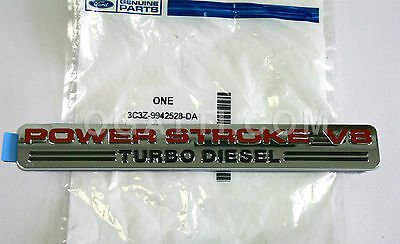 Ford
GENUINE
PARTS
ONE
3C3Z-9942528-DA
POWER STROKE V8
TURBO DIESEL